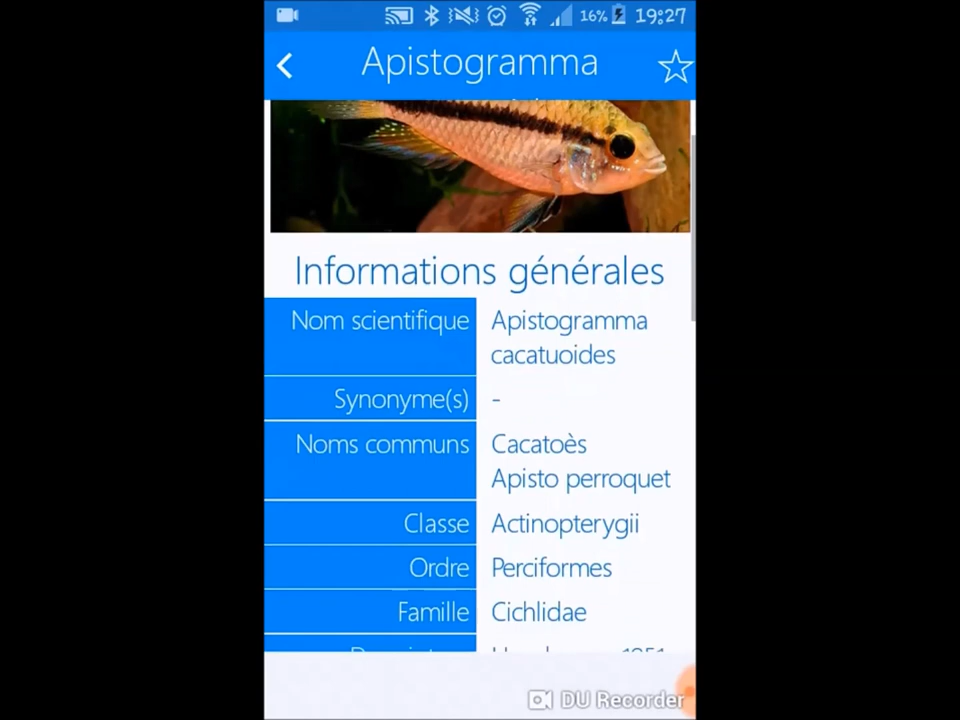 16% 19:27
Apistogramma
Informations générales
Nom scientifique Apistogramma
cacatuoides
Synonyme(s) -
Noms communs Cacatoès
Apisto perroquet
Classe Actinopterygii
Ordre Perciformes
Famille Cichlidae
DU Recorder